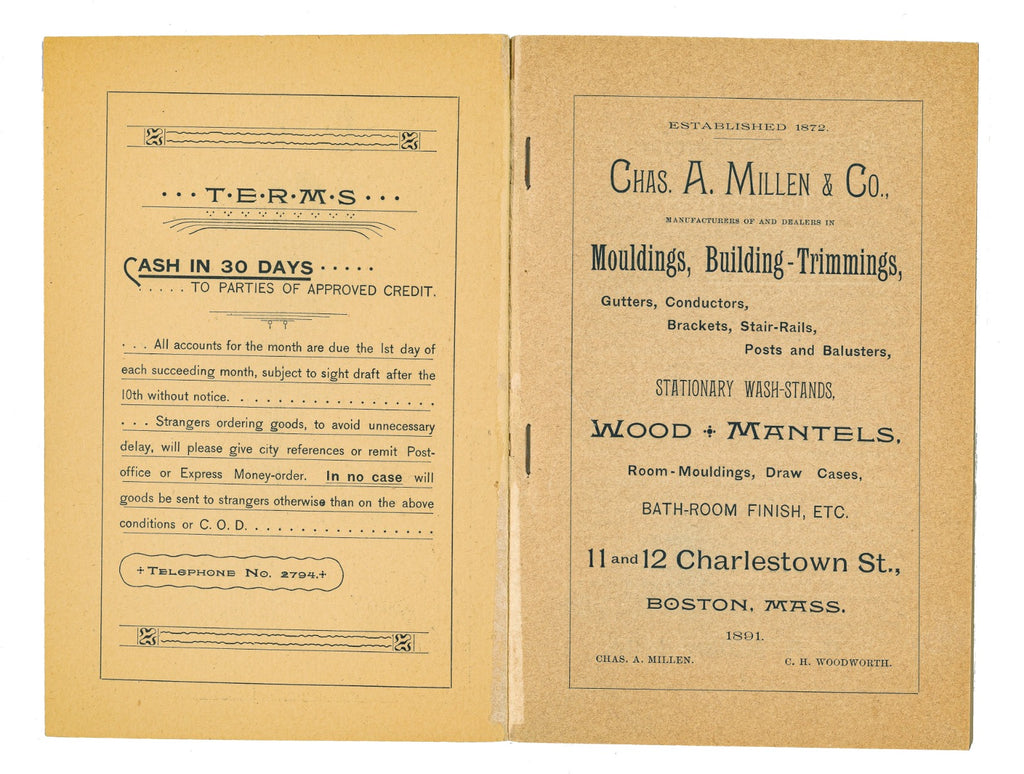 · · · T·E·R·M·S · · ·
CASH IN 30 DAYS · · · · ·
· · · · · TO PARTIES OF APPROVED CREDIT.
. . . All accounts for the month are due the 1st day of
each succeeding month, subject to sight draft after the
10th without notice. . . . . . . . . . . . . . . . . .
. . . Strangers ordering goods, to avoid unnecessary
delay, will please give city references or remit Post-
office or Express Money-order. In no case will
goods be sent to strangers otherwise than on the above
conditions or C. O. D. . . . . . . . . . . . . . . . .
+TELEPHONE NO. 2794.+
ESTABLISHED 1872.
CHAS. A. MILLEN & CO.,
MANUFACTURERS OF AND DEALERS IN
Mouldings, Building-Trimmings,
Gutters, Conductors,
Brackets, Stair-Rails,
Posts and Balusters,
STATIONARY WASH-STANDS,
WOOD + MANTELS,
Room-Mouldings, Draw Cases,
BATH-ROOM FINISH, ETC.
11 and 12 Charlestown St.,
BOSTON, MASS.
1891.
CHAS. A. MILLEN. C. H. WOODWORTH.